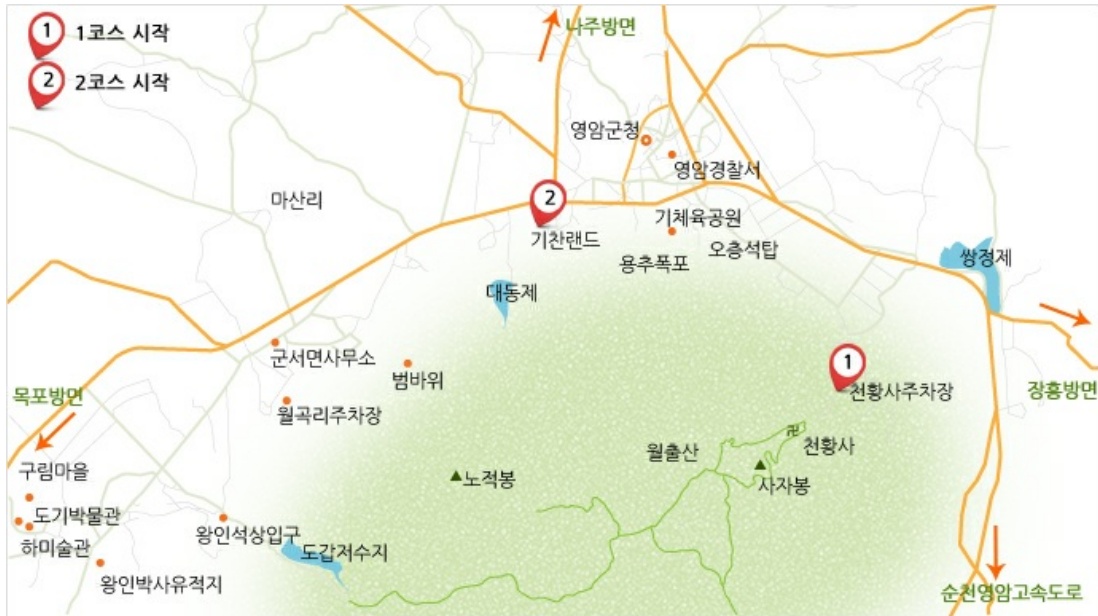 1 1코스 시작
2 2코스 시작
나주방면
영암군청
영암경찰서
마산리
2
기찬랜드
기체육공원
오층석탑
용추폭포
쌍정제
대동제
군서면사무소
범바위
1
천황사주차장
장흥방면
목포방면
월곡리주차장
월출산
卍
천황사
구림마을
노적봉
사자봉
도기박물관
하미술관
왕인석상입구
도갑저수지
왕인박사유적지
순천영암고속도로